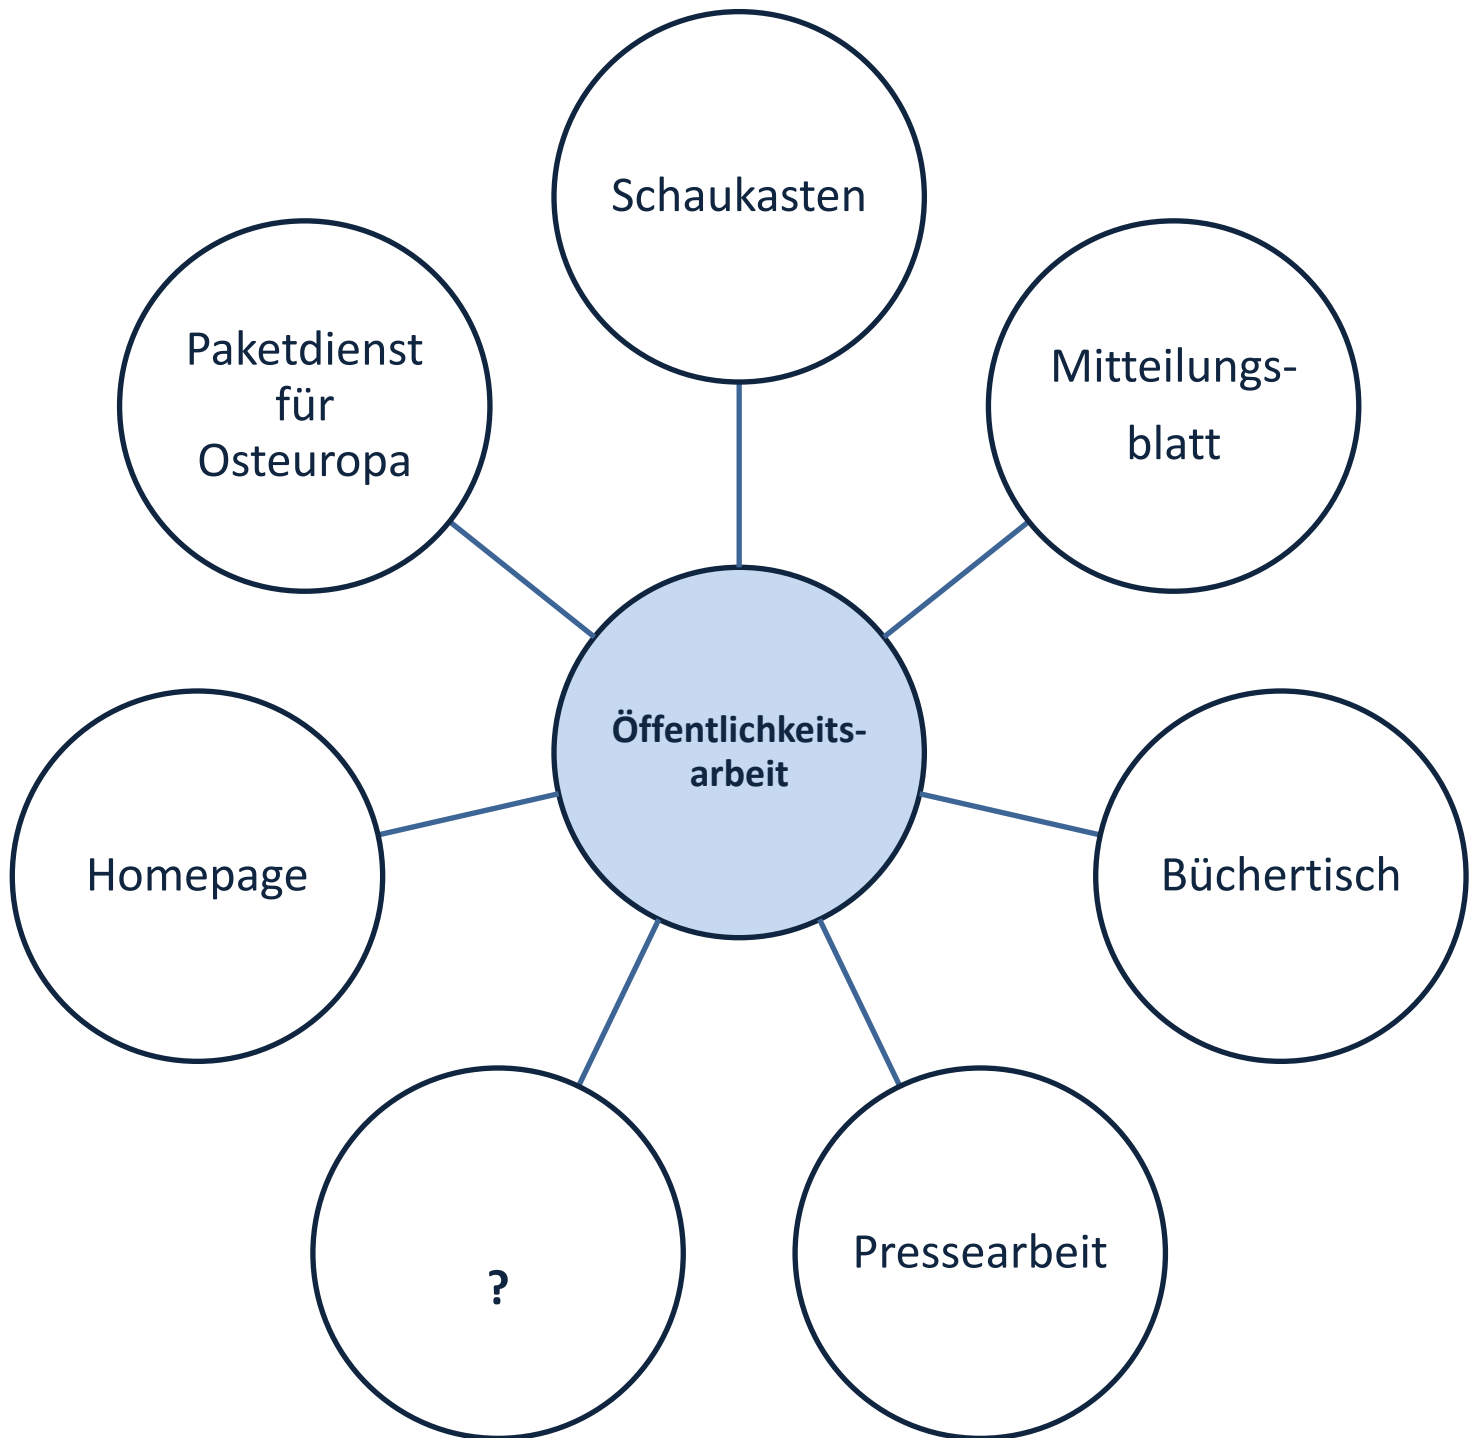 Schaukasten
Paketdienst
für
Osteuropa
Mitteilungs-
blatt
Öffentlichkeits-
arbeit
Homepage
Büchertisch
?
Pressearbeit